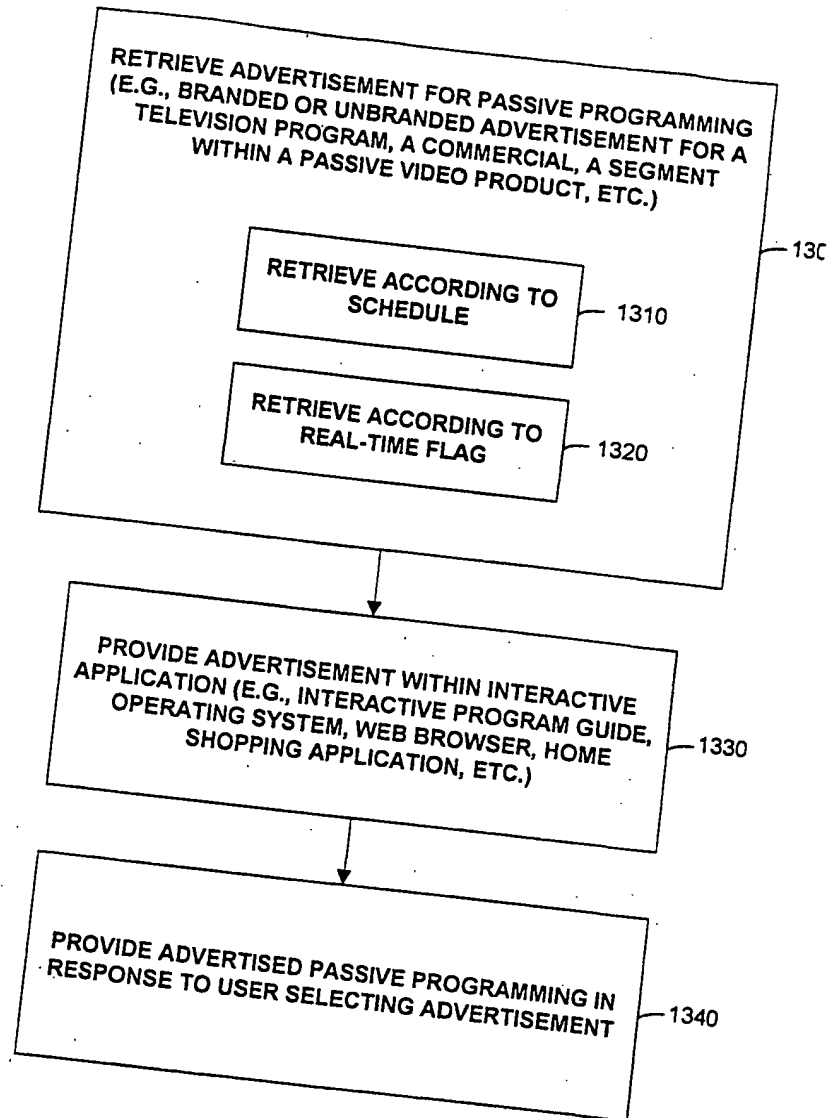 RETRIEVE ADVERTISEMENT FOR PASSIVE PROGRAMMING
(E.G., BRANDED OR UNBRANDED ADVERTISEMENT FOR A
TELEVISION PROGRAM, A COMMERCIAL, A SEGMENT
WITHIN A PASSIVE VIDEO PRODUCT, ETC.)
130
RETRIEVE ACCORDING TO
SCHEDULE
1310
RETRIEVE ACCORDING TO
REAL-TIME FLAG
1320
PROVIDE ADVERTISEMENT WITHIN INTERACTIVE
APPLICATION (E.G., INTERACTIVE PROGRAM GUIDE,
OPERATING SYSTEM, WEB BROWSER, HOME
SHOPPING APPLICATION, ETC.)
1330
PROVIDE ADVERTISED PASSIVE PROGRAMMING IN
RESPONSE TO USER SELECTING ADVERTISEMENT
1340